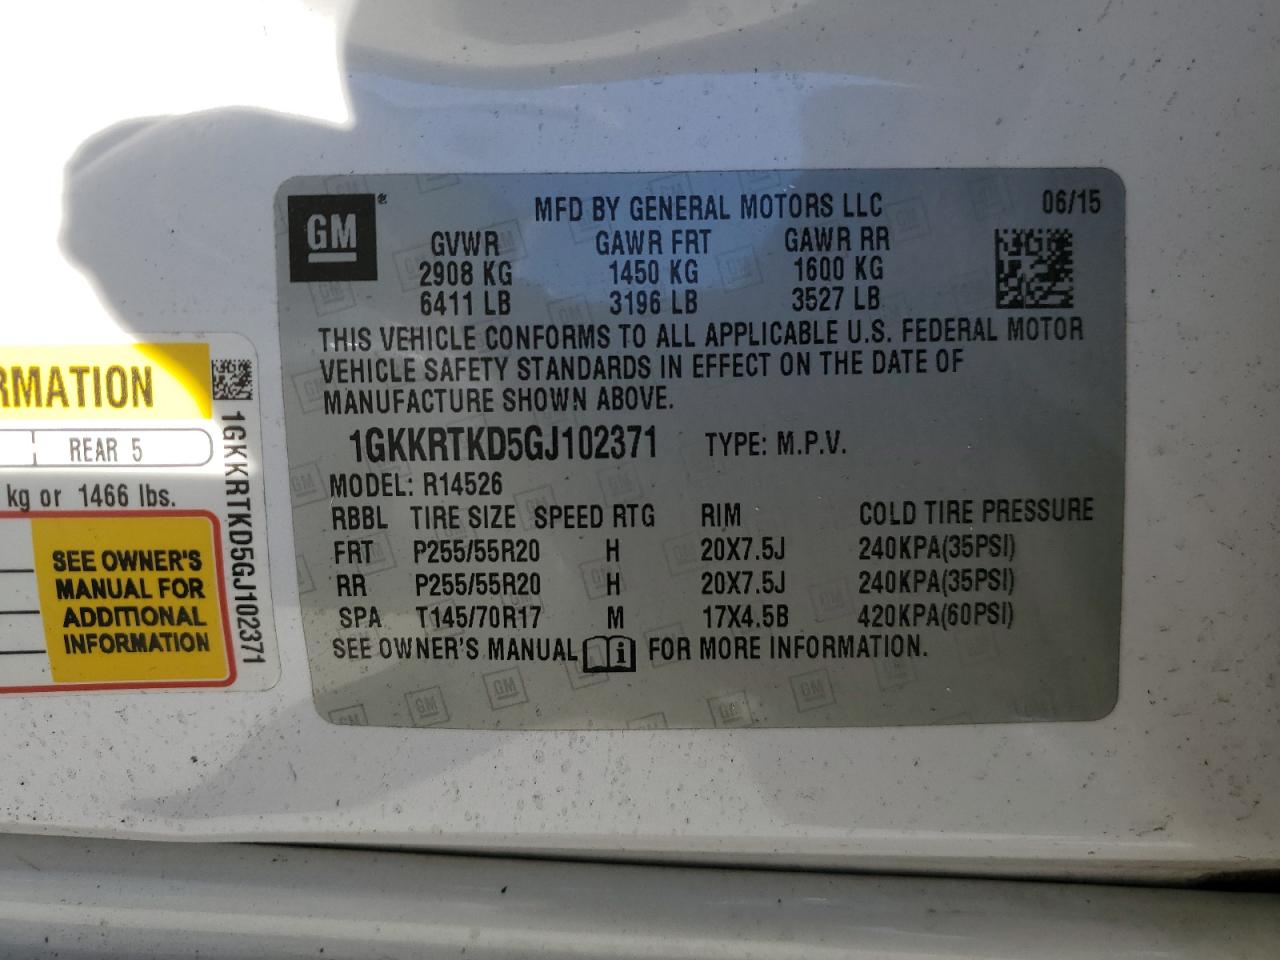 GM ®
MFD BY GENERAL MOTORS LLC 06/15
GVWR GAWR FRT GAWR RR
2908 KG 1450 KG 1600 KG
6411 LB 3196 LB 3527 LB
THIS VEHICLE CONFORMS TO ALL APPLICABLE U.S. FEDERAL MOTOR
VEHICLE SAFETY STANDARDS IN EFFECT ON THE DATE OF
MANUFACTURE SHOWN ABOVE.
1GKKRTKD5GJ102371 TYPE: M.P.V.
MODEL: R14526
RBBL TIRE SIZE SPEED RTG RIM COLD TIRE PRESSURE
FRT P255/55R20 H 20X7.5J 240KPA(35PSI)
RR P255/55R20 H 20X7.5J 240KPA(35PSI)
SPA T145/70R17 M 17X4.5B 420KPA(60PSI)
SEE OWNER'S MANUAL i FOR MORE INFORMATION.
RMATION
REAR 5
kg or 1466 lbs.
SEE OWNER'S
MANUAL FOR
ADDITIONAL
INFORMATION
1GKKRTKD5GJ102371